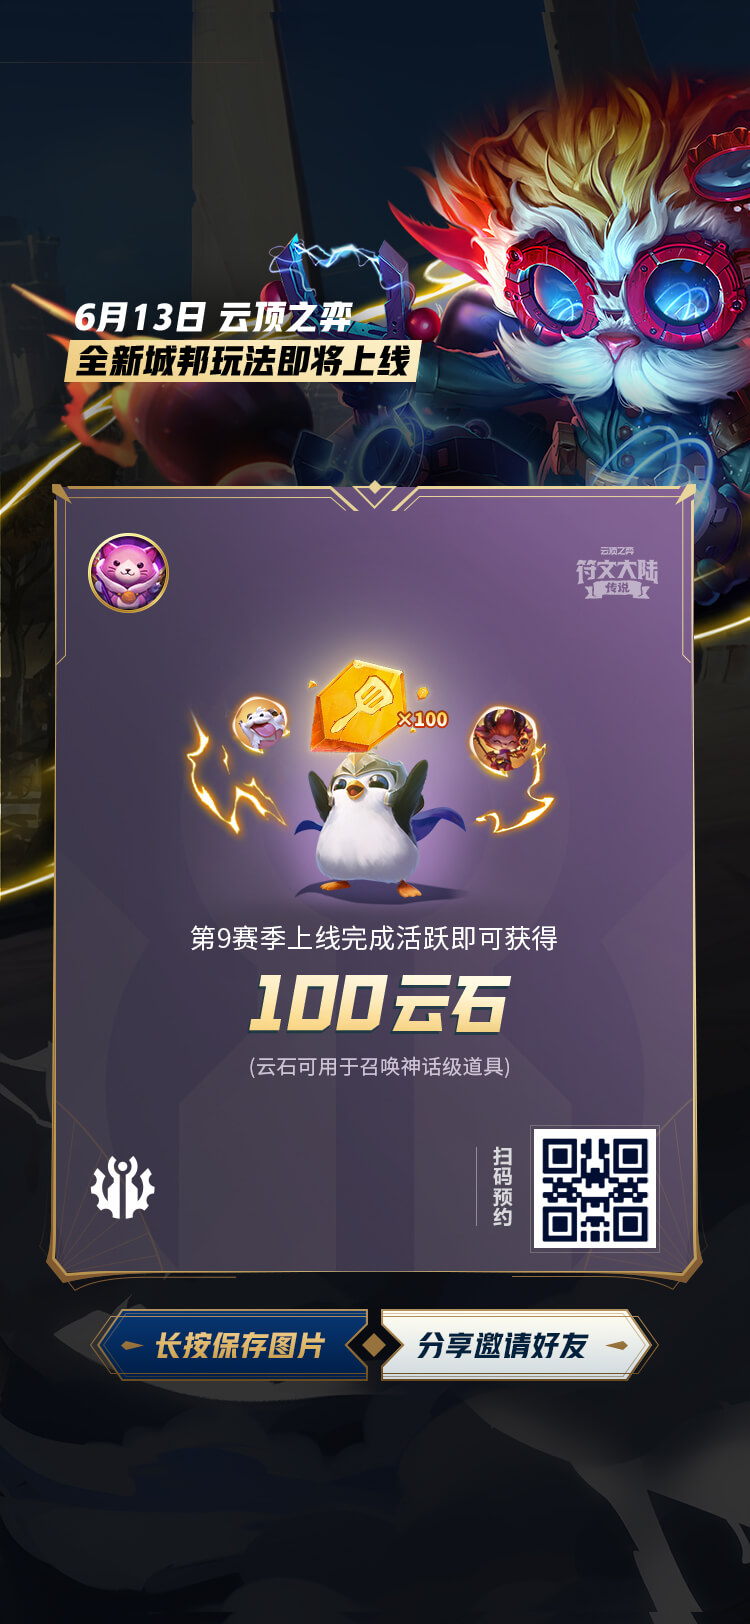 6月13日 云顶之弈
全新城邦玩法即将上线
云顶之弈
符文大陆
传说
×100
第9赛季上线完成活跃即可获得
100云石
(云石可用于召唤神话级道具)
扫码预约
长按保存图片
分享邀请好友